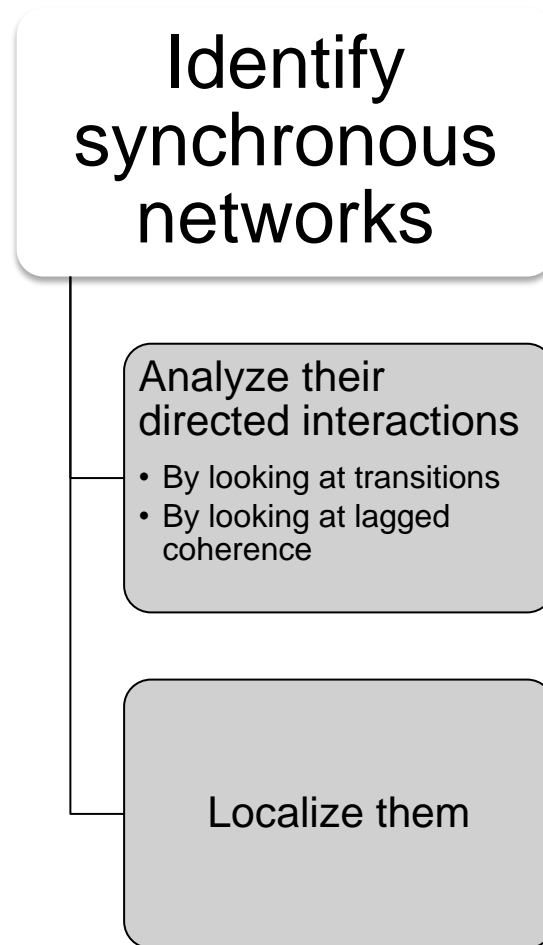 Identify
synchronous
networks
Analyze their
directed interactions
• By looking at transitions
• By looking at lagged
coherence
Localize them